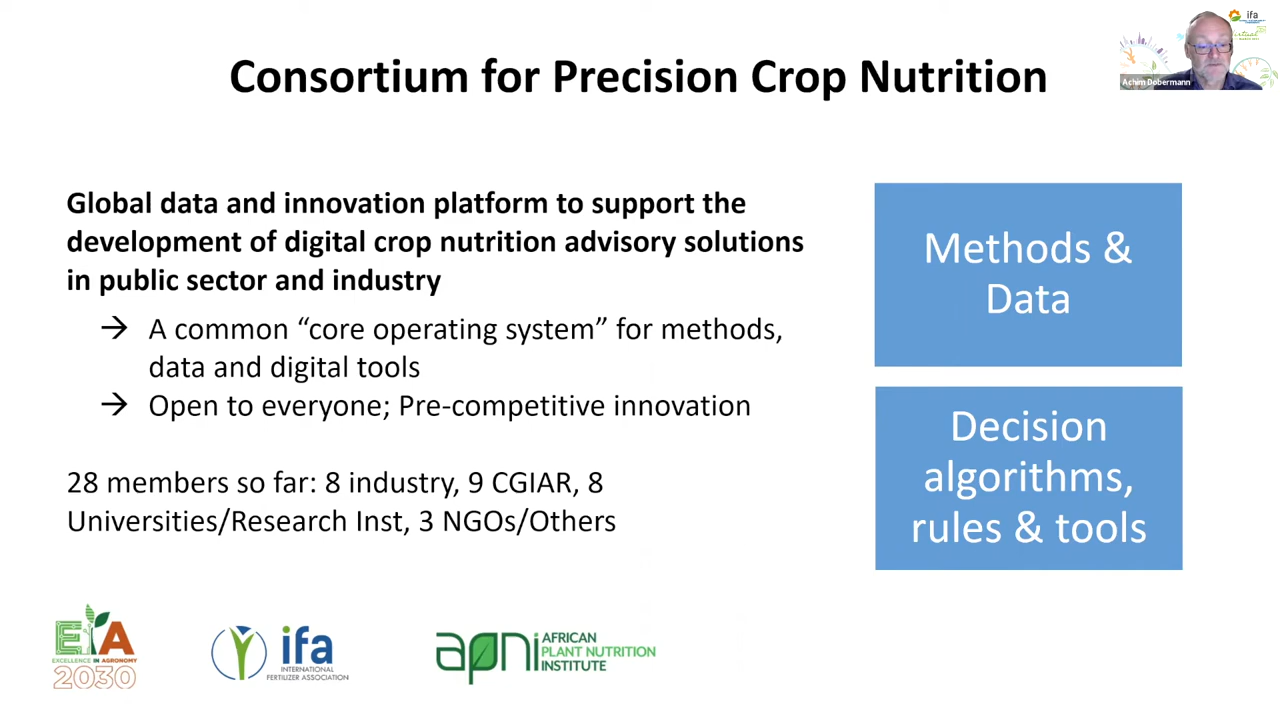 Consortium for Precision Crop Nutrition
ifa
Achim Dobermann
Global data and innovation platform to support the
development of digital crop nutrition advisory solutions
in public sector and industry
→ A common “core operating system” for methods,
data and digital tools
→ Open to everyone; Pre-competitive innovation
28 members so far: 8 industry, 9 CGIAR, 8
Universities/Research Inst, 3 NGOs/Others
Methods &
Data
Decision
algorithms,
rules & tools
EiA
EXCELLENCE IN AGRONOMY
2030
ifa
INTERNATIONAL
FERTILIZER ASSOCIATION
apni
AFRICAN
PLANT NUTRITION
INSTITUTE